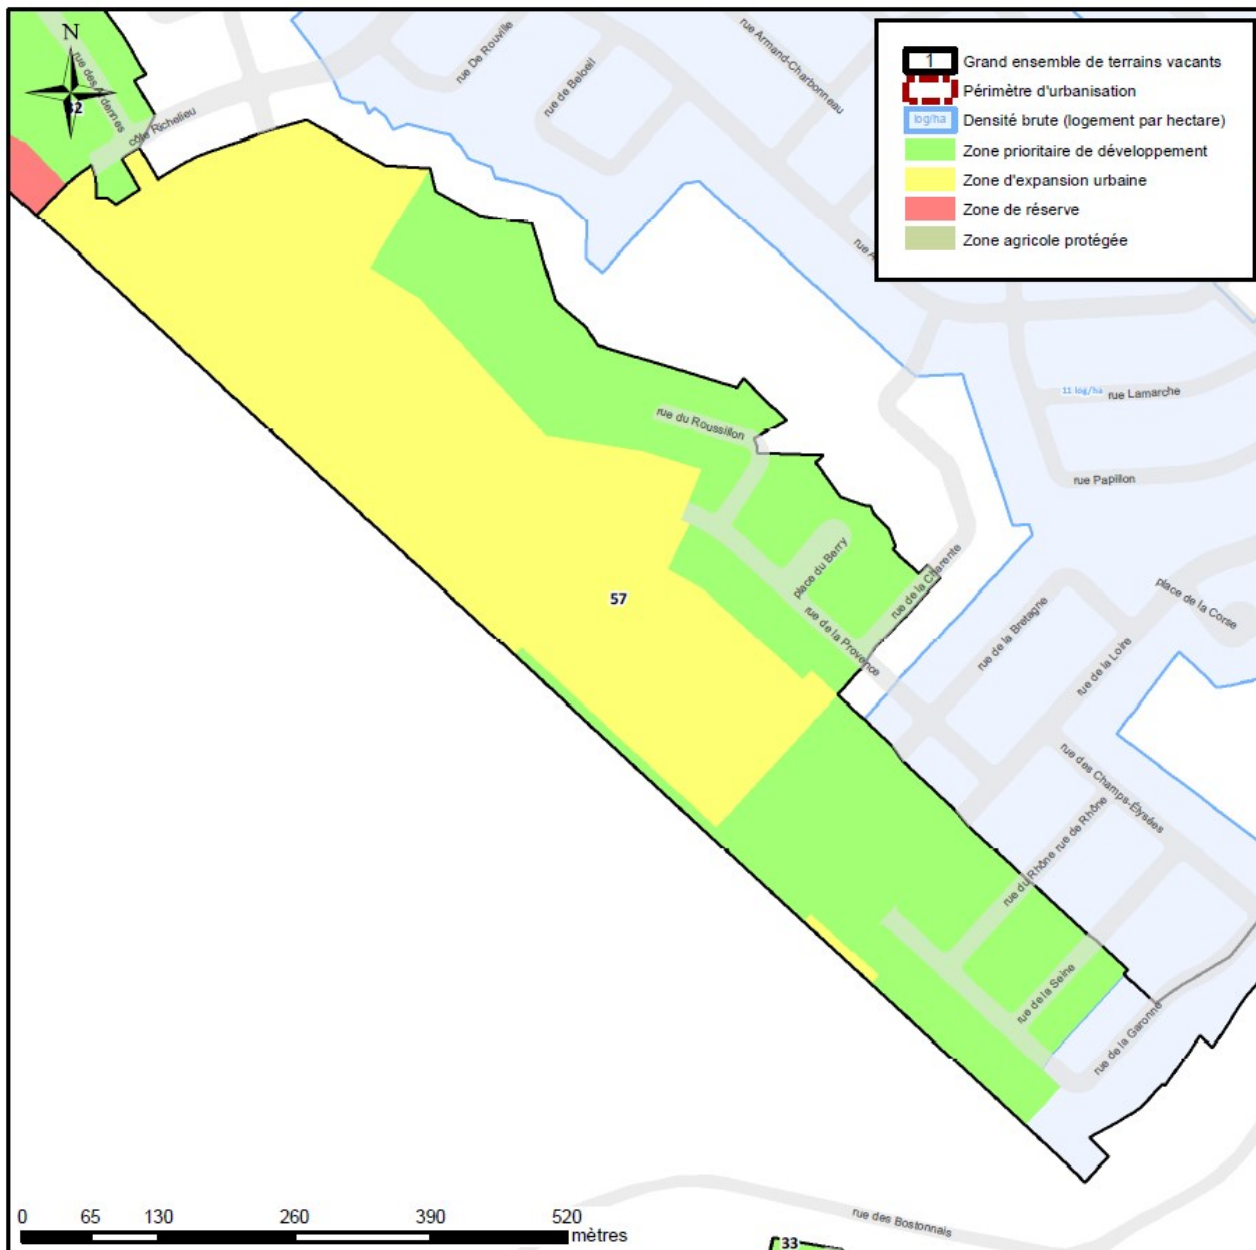 N
rue des Ardennes
32
côte Richelieu
rue De Rouville
rue de Beloeil
rue Armand-Charbonneau
1 Grand ensemble de terrains vacants
Périmètre d'urbanisation
log/ha Densité brute (logement par hectare)
Zone prioritaire de développement
Zone d'expansion urbaine
Zone de réserve
Zone agricole protégée
11 log/ha
rue Lamarche
rue Papillon
rue du Roussillon
place du Berry
rue de la Charente
rue de la Provence
57
rue de la Bretagne
place de la Corse
rue de la Loire
rue des Champs-Élysées
rue du Rhône
rue de Rhône
rue de la Seine
rue de la Garonne
rue des Bostonnais
33
0 65 130 260 390 520
mètres